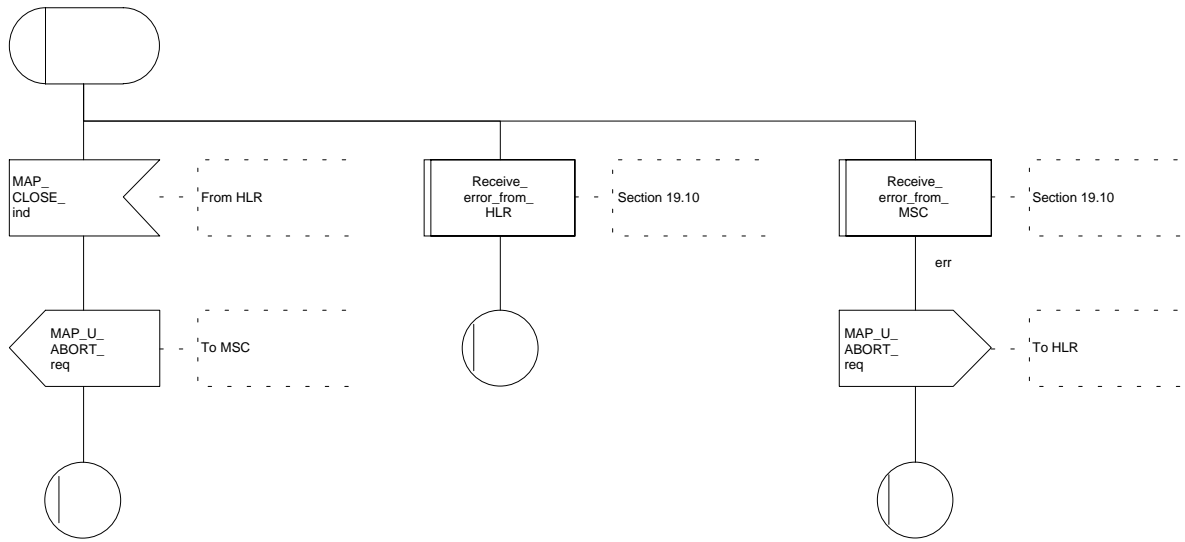 MAP_
CLOSE_
ind
From HLR
Receive_
error_from_
HLR
Section 19.10
Receive_
error_from_
MSC
Section 19.10
err
MAP_U_
ABORT_
req
To MSC
MAP_U_
ABORT_
req
To HLR